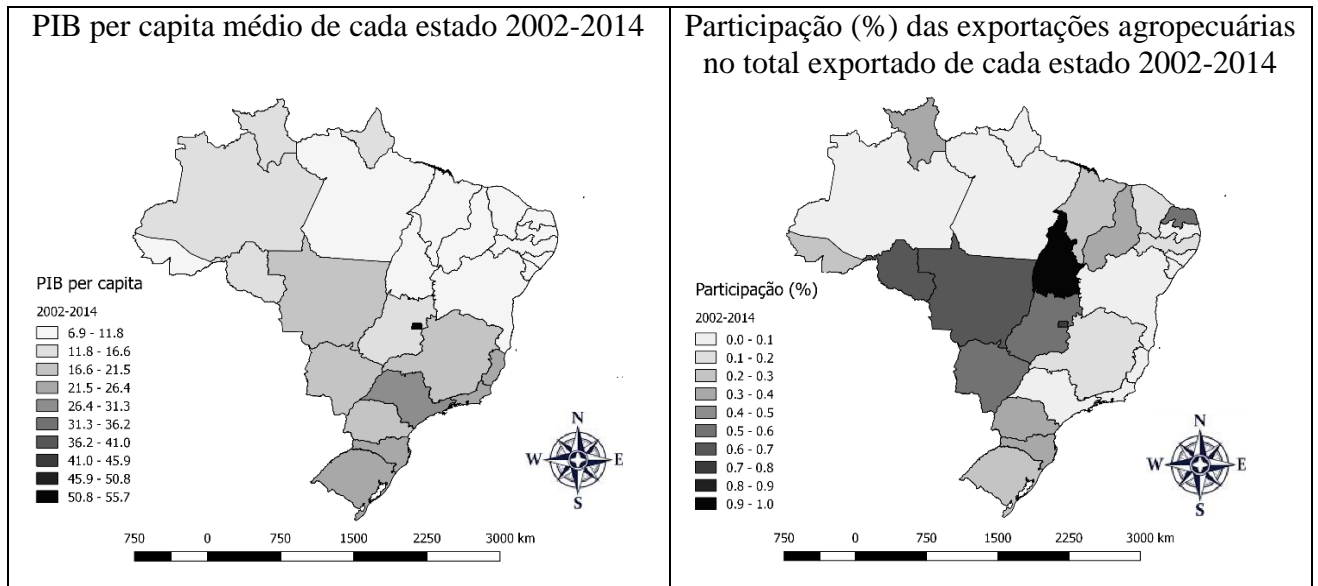 PIB per capita médio de cada estado 2002-2014
PIB per capita
2002-2014
6.9 - 11.8
11.8 - 16.6
16.6 - 21.5
21.5 - 26.4
26.4 - 31.3
31.3 - 36.2
36.2 - 41.0
41.0 - 45.9
45.9 - 50.8
50.8 - 55.7
N
W
E
S
750 0 750 1500 2250 3000 km
Participação (%) das exportações agropecuárias
no total exportado de cada estado 2002-2014
Participação (%)
2002-2014
0.0 - 0.1
0.1 - 0.2
0.2 - 0.3
0.3 - 0.4
0.4 - 0.5
0.5 - 0.6
0.6 - 0.7
0.7 - 0.8
0.8 - 0.9
0.9 - 1.0
N
W
E
S
750 0 750 1500 2250 3000 km